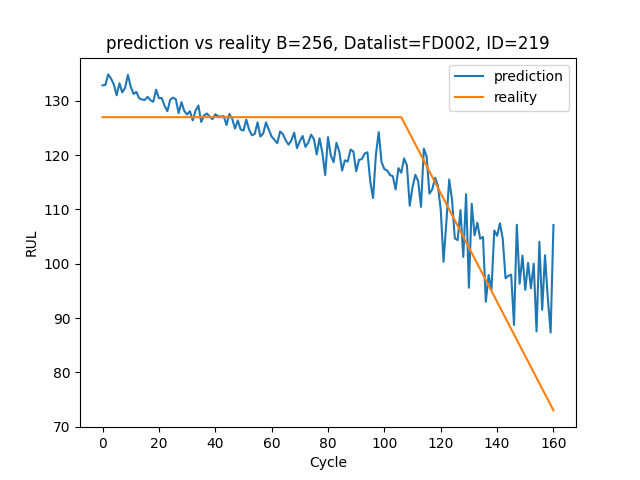 prediction vs reality B=256, Datalist=FD002, ID=219
prediction
reality
RUL
130
120
110
100
90
80
70
0 20 40 60 80 100 120 140 160
Cycle